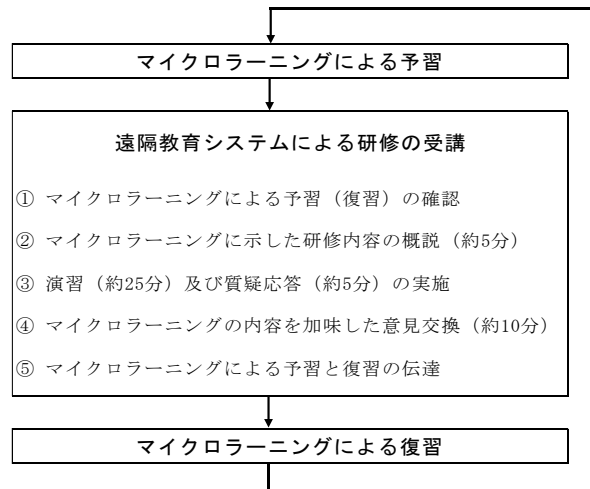 マイクロラーニングによる予習
遠隔教育システムによる研修の受講
① マイクロラーニングによる予習（復習）の確認
② マイクロラーニングに示した研修内容の概説（約5分）
③ 演習（約25分）及び質疑応答（約5分）の実施
④ マイクロラーニングの内容を加味した意見交換（約10分）
⑤ マイクロラーニングによる予習と復習の伝達
マイクロラーニングによる復習